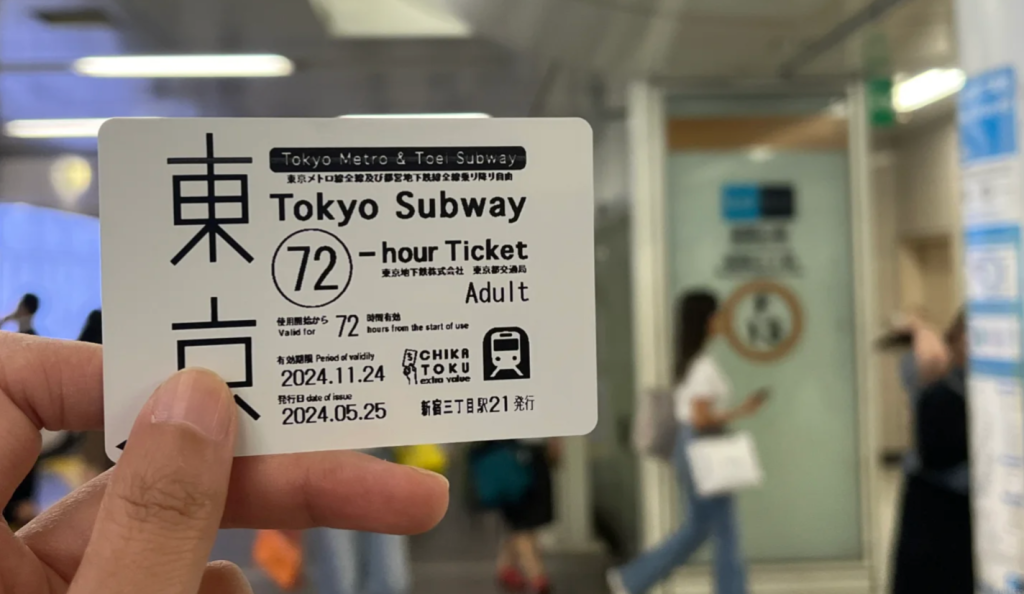 東京
Tokyo Metro & Toei Subway
東京メトロ線全線及び都営地下鉄線全線乗り降り自由
Tokyo Subway
72-hour Ticket
東京地下鉄株式会社 東京都交通局
Adult
使用開始から 72 時間有効
Valid for hours from the start of use
有効期限 Period of validity
2024.11.24
CHIKA
TOKU
extra value
発行日 date of issue
2024.05.25
新宿三丁目駅21発行
F
13